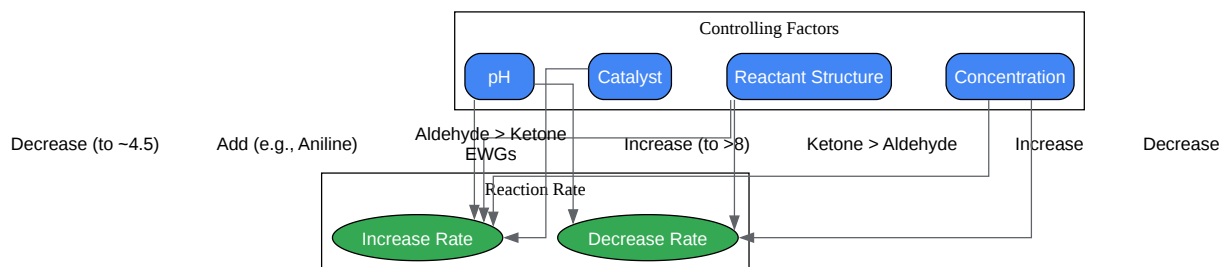 Controlling Factors
pH
Catalyst
Reactant Structure
Concentration
Decrease (to ~4.5)
Add (e.g., Aniline)
Aldehyde > Ketone
EWGs
Increase (to >8)
Ketone > Aldehyde
Increase
Decrease
Reaction Rate
Increase Rate
Decrease Rate